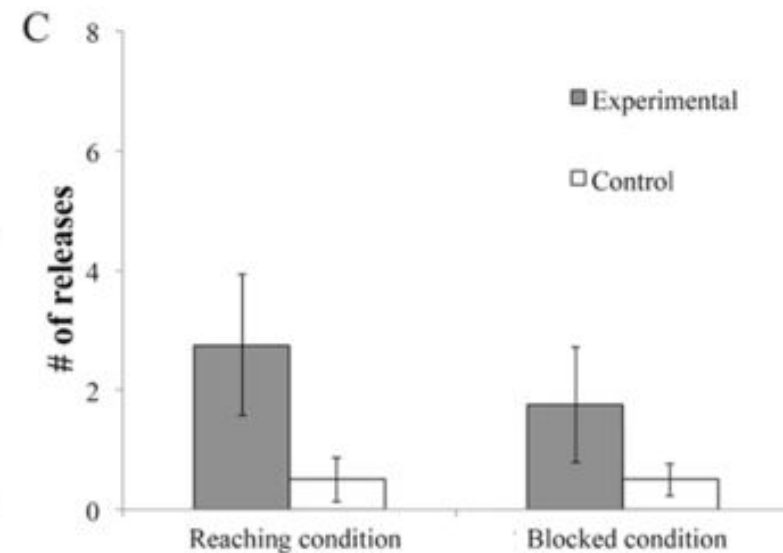 C
8
Experimental
6
Control
# of releases
4
2
0
Reaching condition
Blocked condition